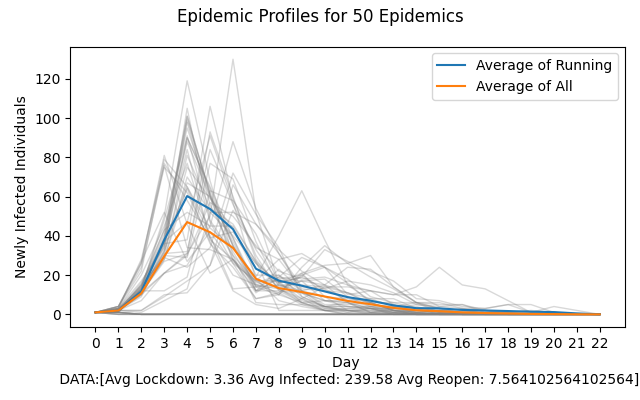 Epidemic Profiles for 50 Epidemics
Average of Running
Average of All
Newly Infected Individuals
120
100
80
60
40
20
0
0 1 2 3 4 5 6 7 8 9 10 11 12 13 14 15 16 17 18 19 20 21 22
Day
DATA:[Avg Lockdown: 3.36 Avg Infected: 239.58 Avg Reopen: 7.564102564102564]